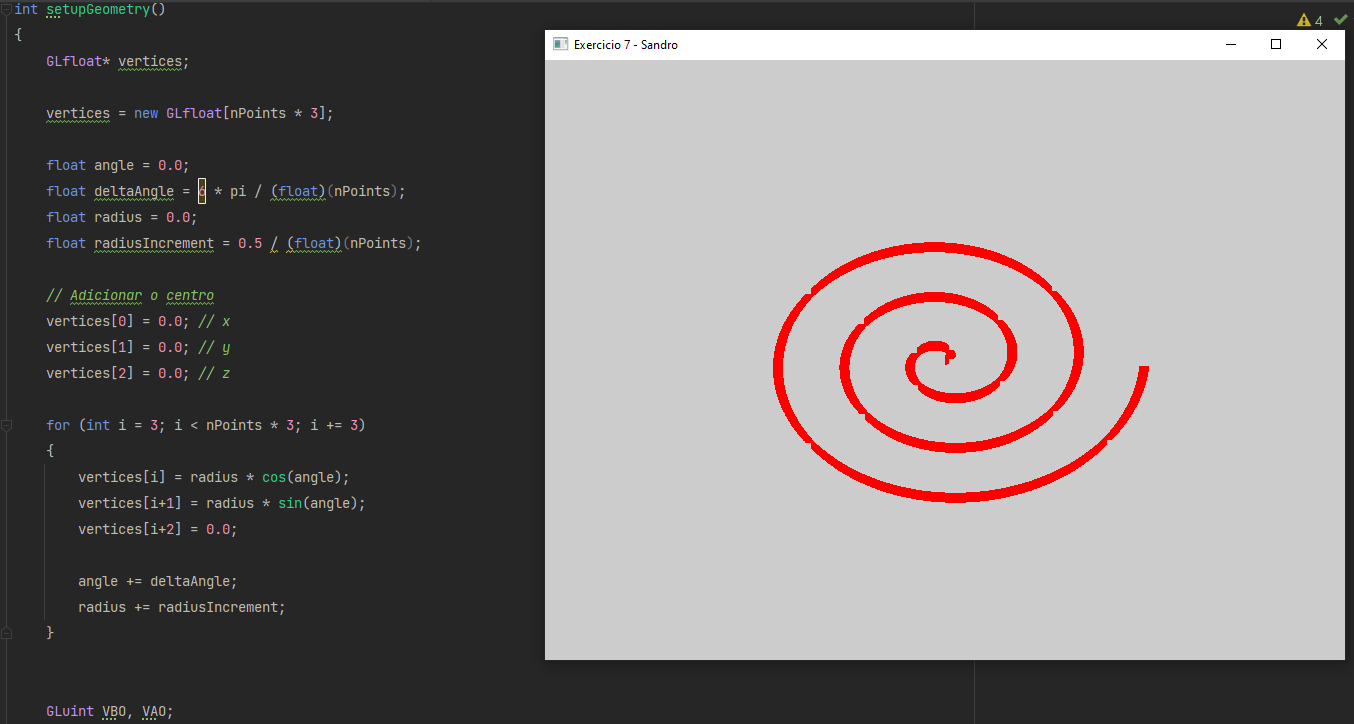 int setupGeometry()
4
{
Exercicio 7 - Sandro
GLfloat* vertices;
vertices = new GLfloat[nPoints * 3];
float angle = 0.0;
float deltaAngle = 6 * pi / (float)(nPoints);
float radius = 0.0;
float radiusIncrement = 0.5 / (float)(nPoints);
// Adicionar o centro
vertices[0] = 0.0; // x
vertices[1] = 0.0; // y
vertices[2] = 0.0; // z
for (int i = 3; i < nPoints * 3; i += 3)
{
vertices[i] = radius * cos(angle);
vertices[i+1] = radius * sin(angle);
vertices[i+2] = 0.0;
angle += deltaAngle;
radius += radiusIncrement;
}
GLuint VBO, VAO;